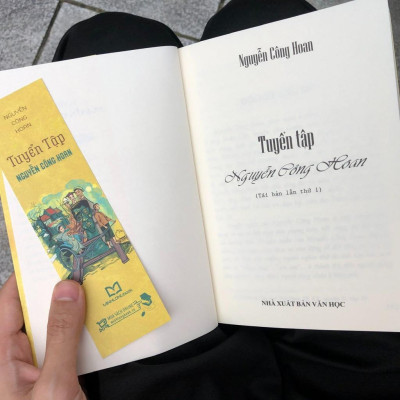 NGUYỄN
CÔNG
HOAN
Tuyển Tập
NGUYỄN CÔNG HOAN
Nguyễn Công Hoan
Tuyển tập
Nguyễn Công Hoan
(Tái bản lần thứ 1)
NHÀ XUẤT BẢN VĂN HỌC